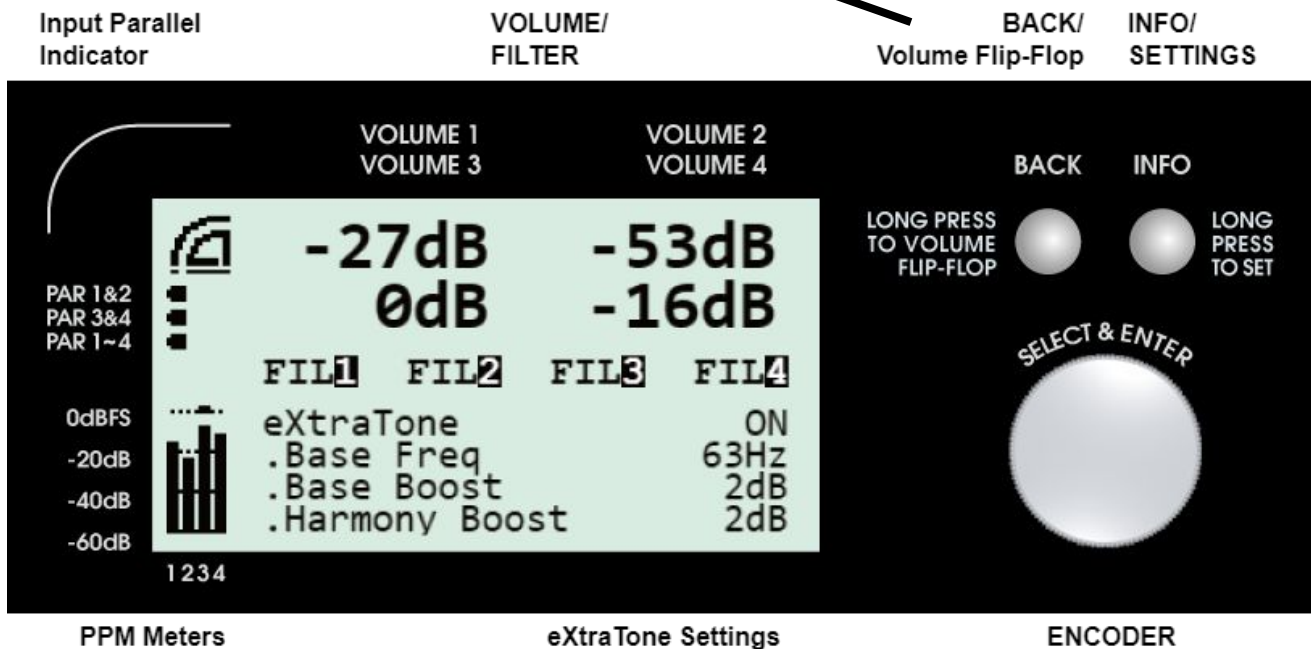 Input Parallel
Indicator
VOLUME/
FILTER
BACK/
Volume Flip-Flop
INFO/
SETTINGS
VOLUME 1
VOLUME 3
VOLUME 2
VOLUME 4
BACK
INFO
LONG PRESS
TO VOLUME
FLIP-FLOP
LONG
PRESS
TO SET
-27dB -53dB
0dB -16dB
PAR 1&2
PAR 3&4
PAR 1~4
FIL1 FIL2 FIL3 FIL4
SELECT & ENTER
0dBFS
-20dB
-40dB
-60dB
1234
eXtraTone ON
.Base Freq 63Hz
.Base Boost 2dB
.Harmony Boost 2dB
PPM Meters
eXtraTone Settings
ENCODER